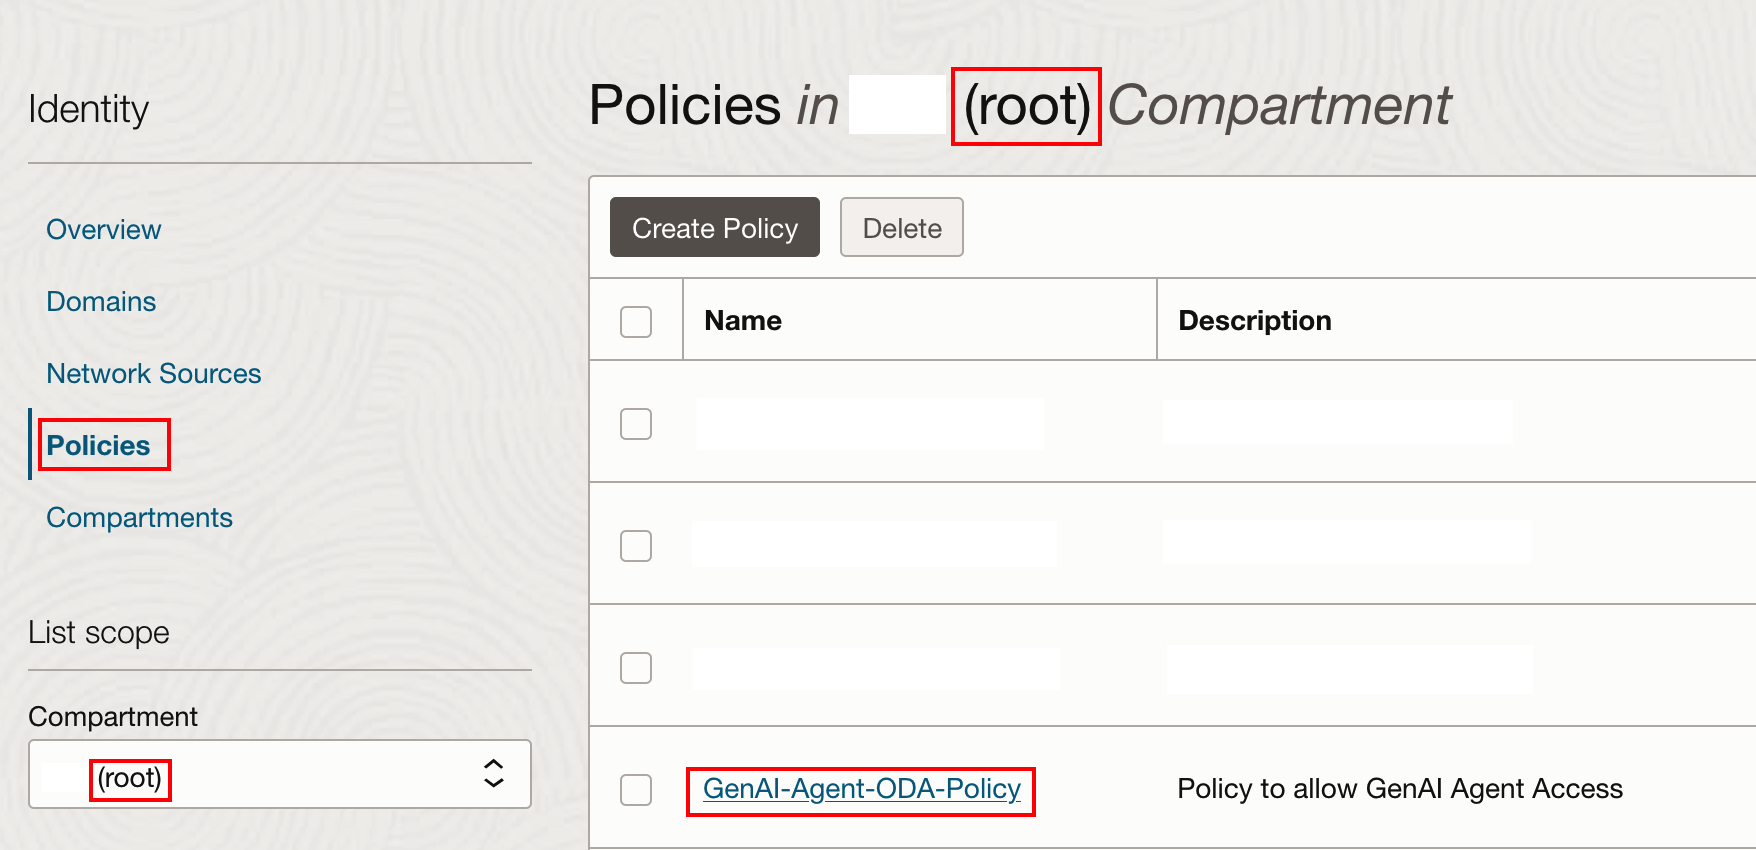 Identity
Overview
Domains
Network Sources
Policies
Compartments
List scope
Compartment
(root)
Policies in (root) Compartment
Create Policy
Delete
Name
Description
GenAI-Agent-ODA-Policy
Policy to allow GenAI Agent Access